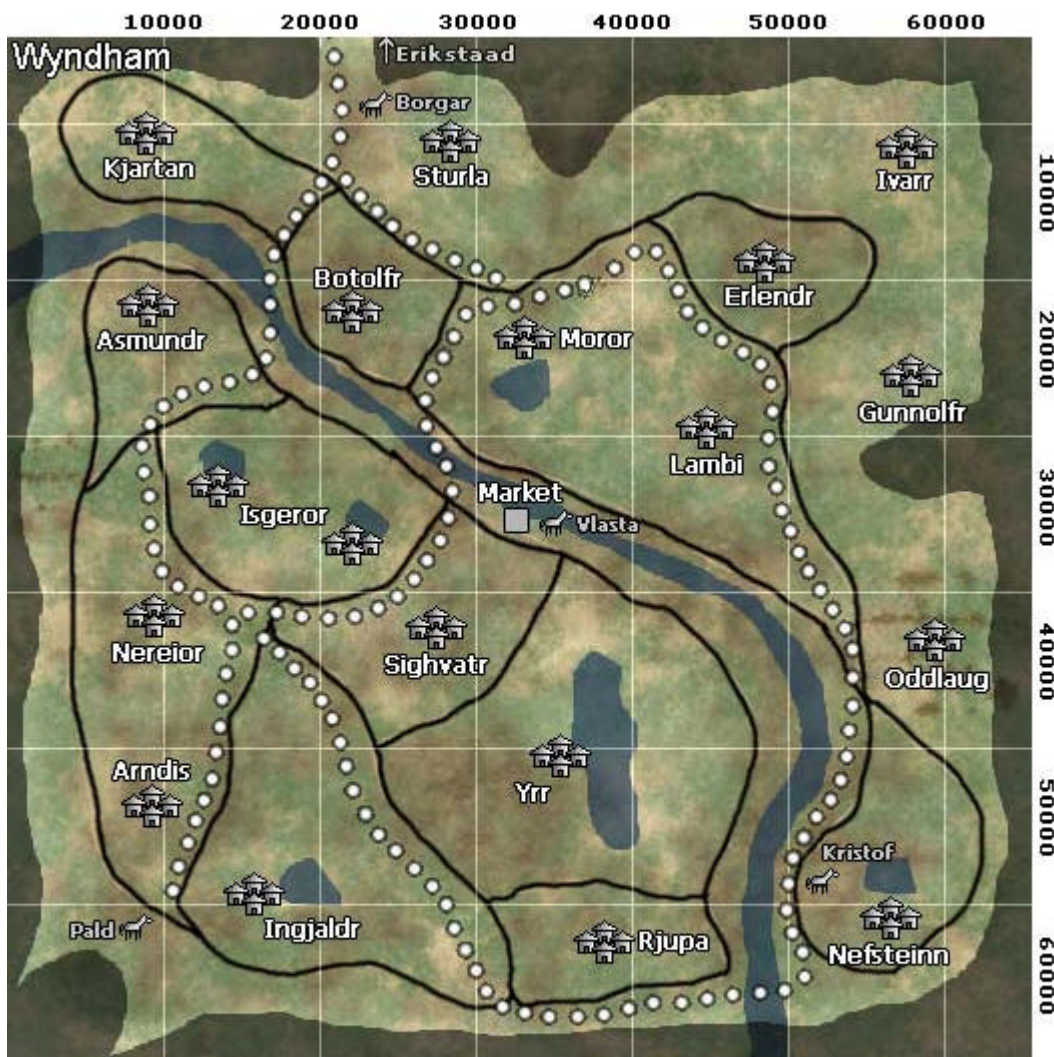 10000 20000 30000 40000 50000 60000
Wyndham
↑Erikstaad
Borgar
Kjartan
Sturla
Ivarr
10000
Botolfr
Erlendr
Asmundr
Moror
20000
Gunnolfr
Lambi
30000
Isgeror
Market
Vlasta
Nereior
Sighvatr
40000
Oddlaug
Arndis
Yrr
50000
Kristof
Pald
Ingjaldr
Rjupa
Nefsteinn
60000